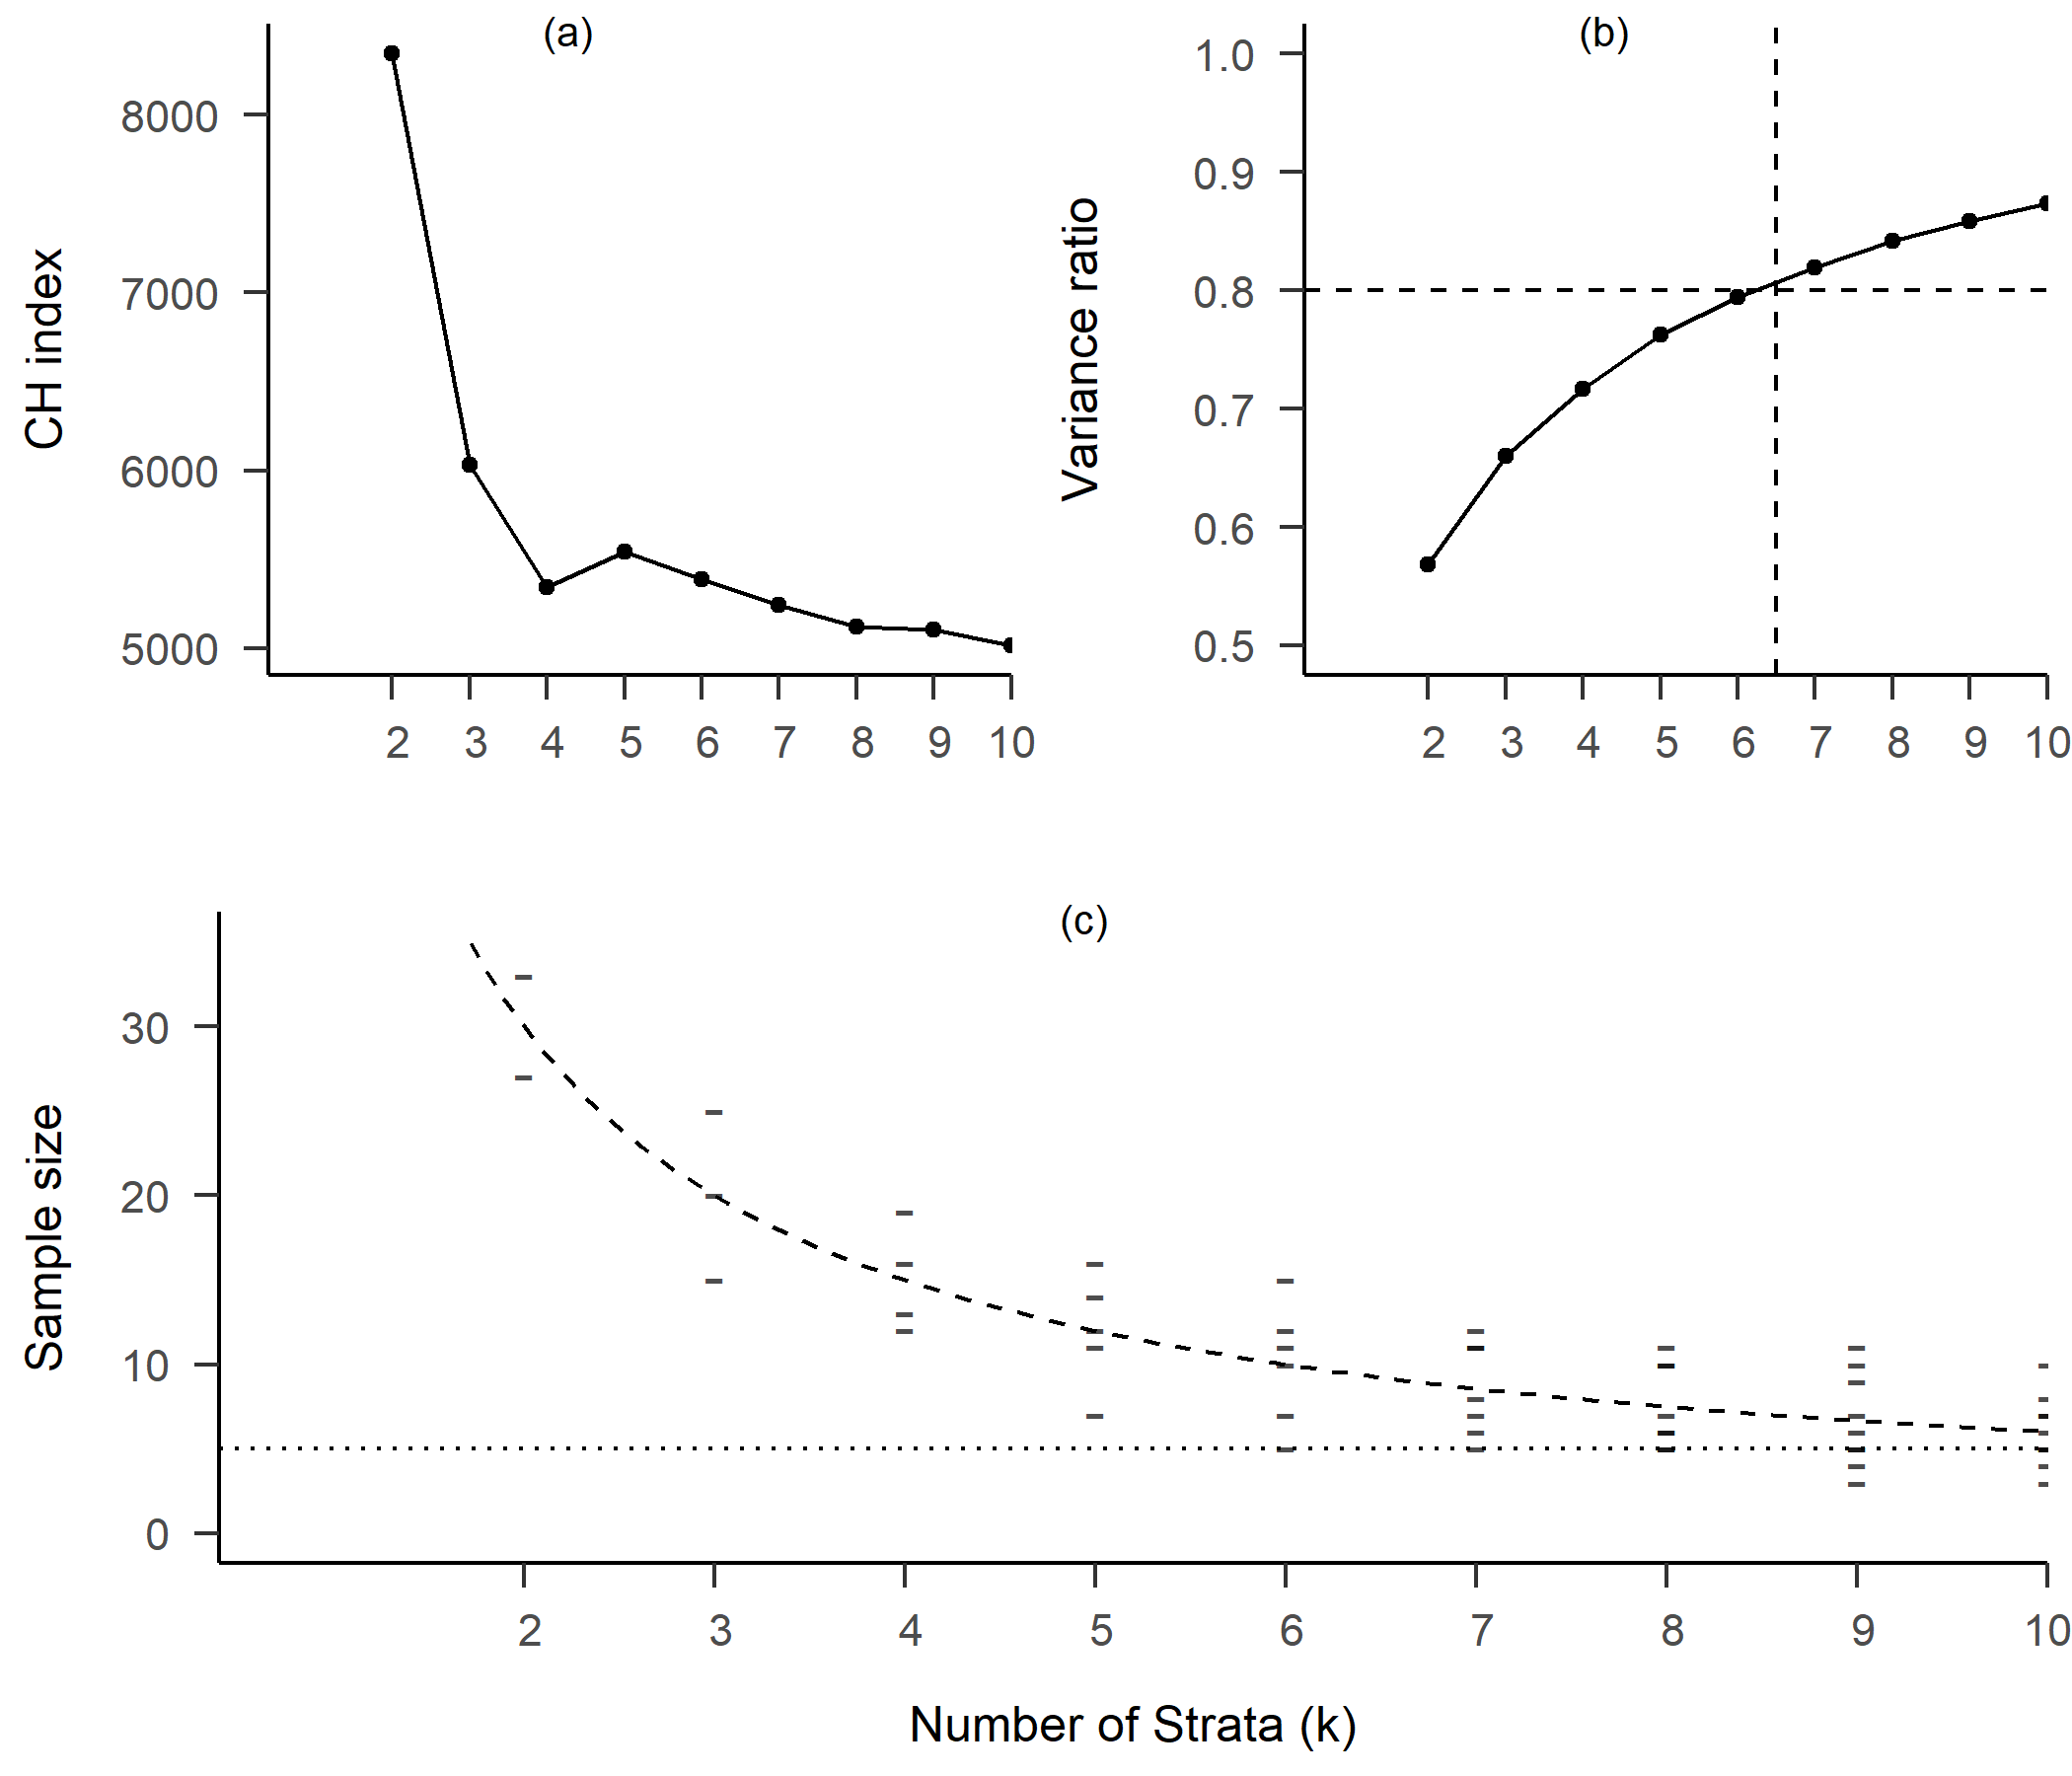 (a)
CH index
8000
7000
6000
5000
2 3 4 5 6 7 8 9 10
(b)
Variance ratio
1.0
0.9
0.8
0.7
0.6
0.5
2 3 4 5 6 7 8 9 10
(c)
Sample size
30
20
10
0
2 3 4 5 6 7 8 9 10
Number of Strata (k)